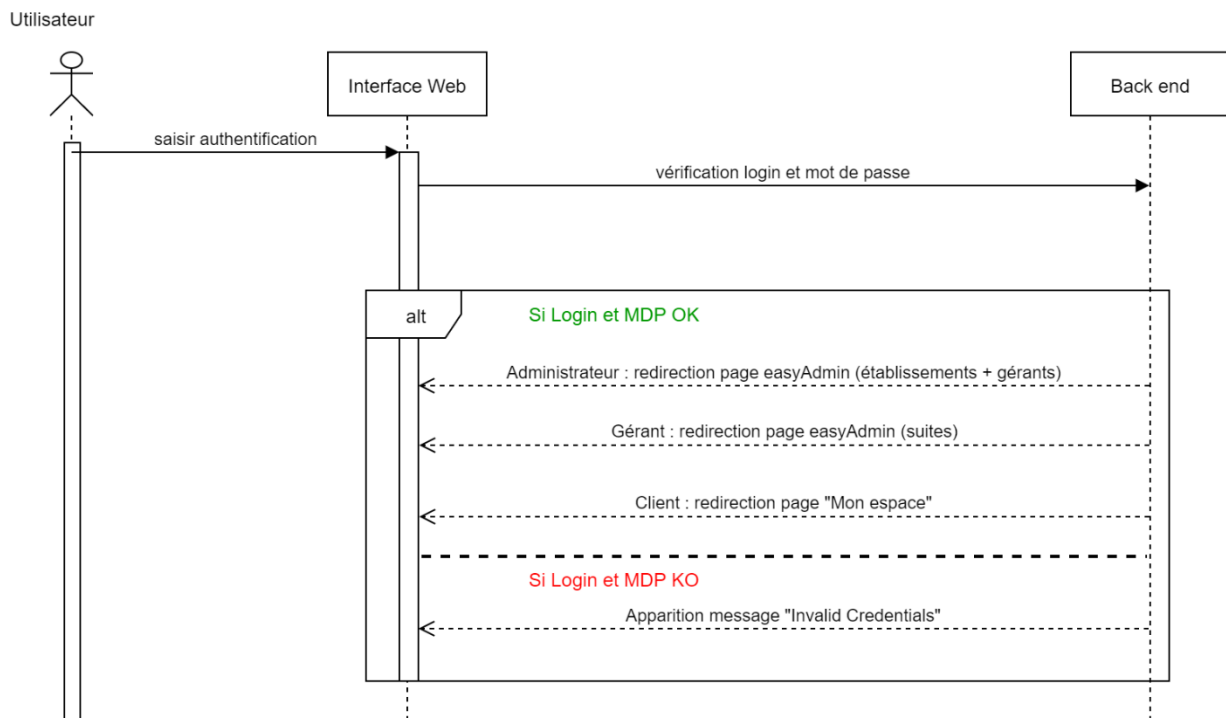 Utilisateur
Interface Web
Back end
saisir authentification
vérification login et mot de passe
alt
Si Login et MDP OK
Administrateur : redirection page easyAdmin (établissements + gérants)
Gérant : redirection page easyAdmin (suites)
Client : redirection page "Mon espace"
Si Login et MDP KO
Apparition message "Invalid Credentials"